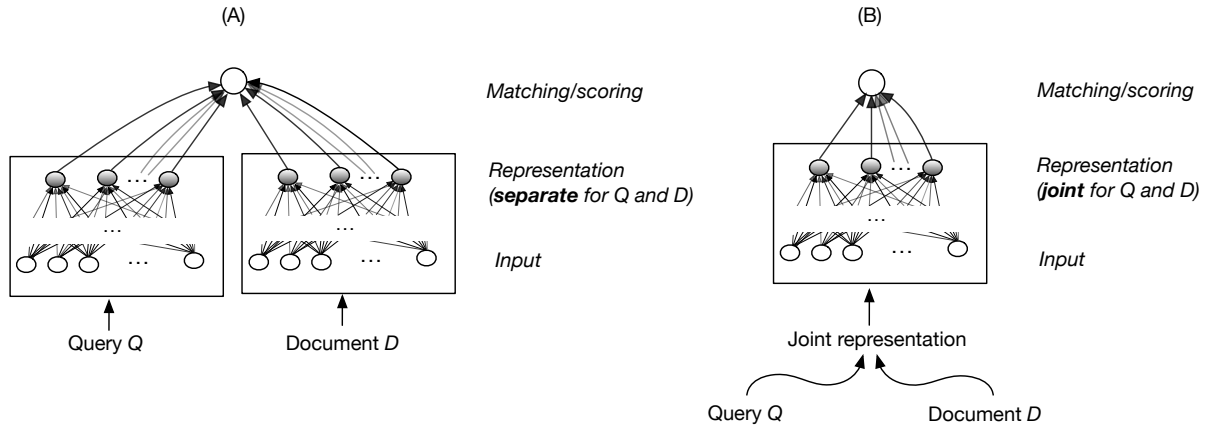 (A)
Matching/scoring
Representation
(separate for Q and D)
...
...
...
...
Input
...
...
Query Q
Document D
(B)
Matching/scoring
Representation
(joint for Q and D)
...
...
Input
...
Joint representation
Query Q
Document D